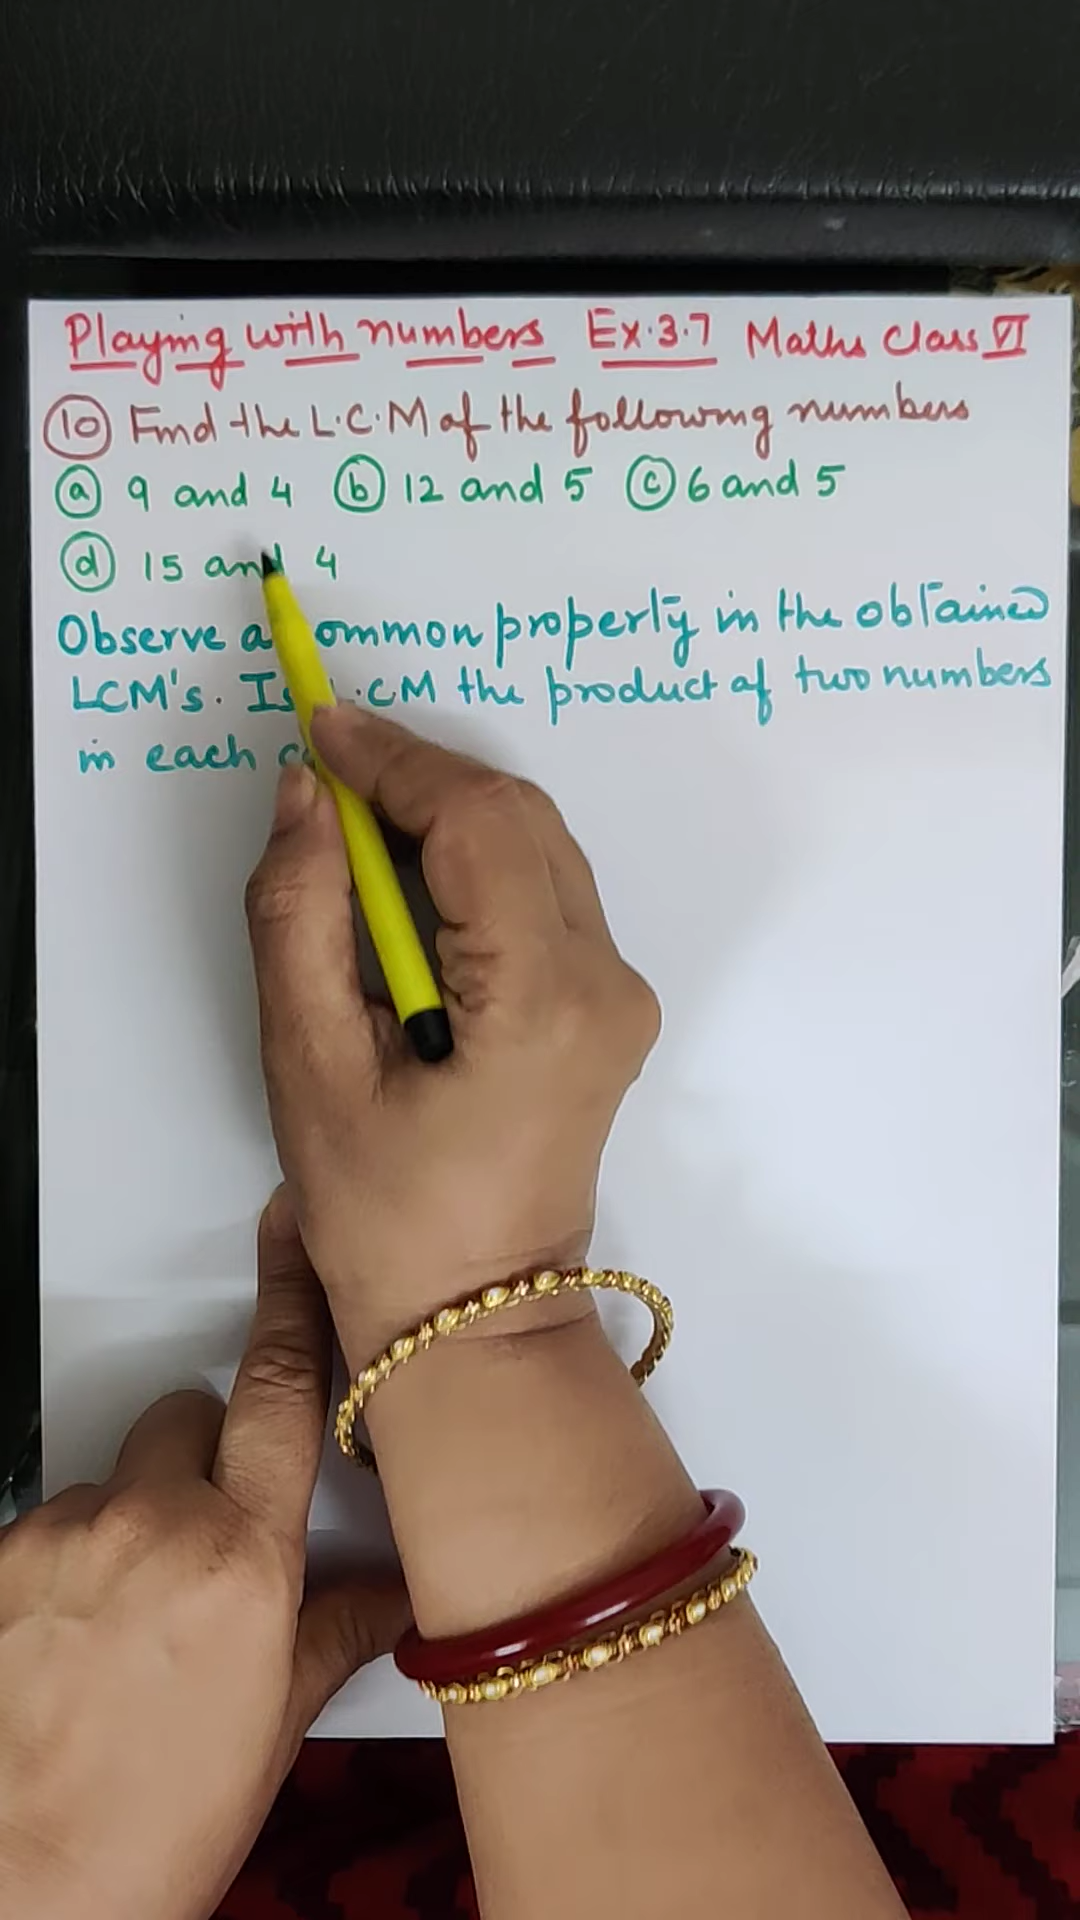 Playing with numbers Ex.3.7 Maths Class VI
10 Find the L.C.M of the following numbers
a 9 and 4 b 12 and 5 c 6 and 5
d 15 and 4
Observe a common property in the obtained
LCM's. Is L.CM the product of two numbers
in each